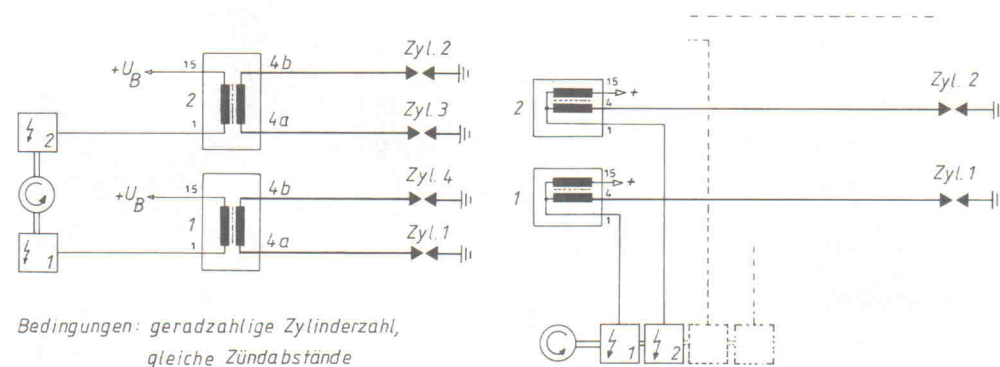 Zyl. 2
4b
15
+U_B
2
Zyl. 3
1
4a
2
Zyl. 4
4b
15
+U_B
1
Zyl. 1
1
4a
1
Bedingungen: geradzahlige Zylinderzahl,
gleiche Zündabstände
15
+
Zyl. 2
4
2
1
15
+
Zyl. 1
4
1
1
1
2